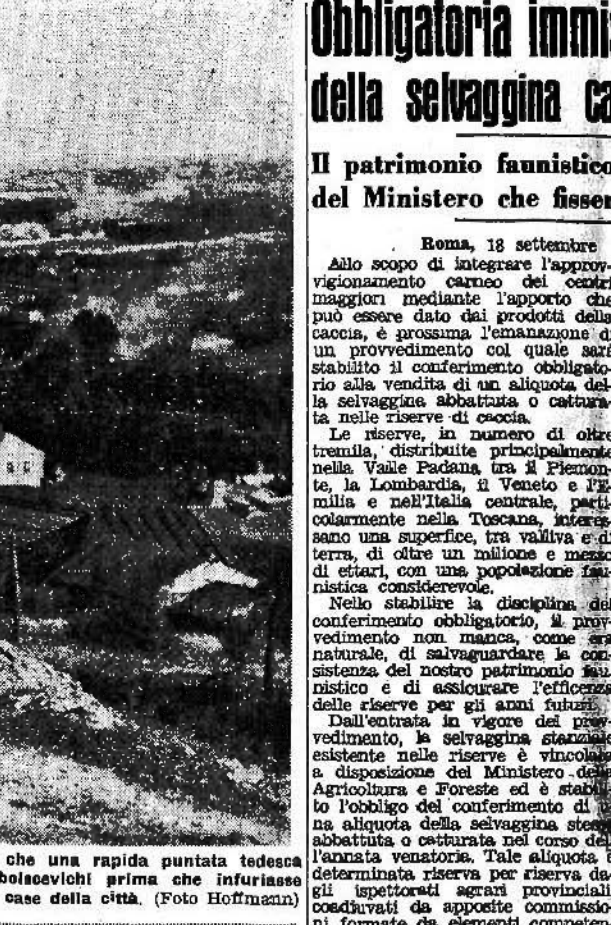 che una rapida puntata tedesca
bolscevichi prima che infuriasse
case della città. (Foto Hoffmann)
Obbligatoria immi
della selvaggina ca
Il patrimonio faunistico
del Ministero che fisser
Roma, 18 settembre
Allo scopo di integrare l'approv-
vigionamento carneo dei centri
maggiori mediante l'apporto che
può essere dato dai prodotti della
caccia, è prossima l'emanazione di
un provvedimento col quale sarà
stabilito il conferimento obbligato-
rio alla vendita di un aliquota del-
la selvaggina abbattuta o cattura-
ta nelle riserve di caccia.
Le riserve, in numero di oltre
tremila, distribuite principalmente
nella Valle Padana tra il Piemon-
te, la Lombardia, il Veneto e l'E-
milia e nell'Italia centrale, parti-
colarmente nella Toscana, interes-
sano una superfice, tra valliva e di
terra, di oltre un milione e mezzo
di ettari, con una popolazione fau-
nistica considerevole.
Nello stabilire la disciplina del
conferimento obbligatorio, il prov-
vedimento non manca, come era
naturale, di salvaguardare la con-
sistenza del nostro patrimonio fau-
nistico e di assicurare l'efficenza
delle riserve per gli anni futuri.
Dall'entrata in vigore del prov-
vedimento, la selvaggina stanziale
esistente nelle riserve è vincolata
a disposizione del Ministero della
Agricoltura e Foreste ed è stabili-
to l'obbligo del conferimento di u-
na aliquota della selvaggina stessa
abbattuta o catturata nel corso del-
l'annata venatoria. Tale aliquota è
determinata riserva per riserva da-
gli ispettorati agrari provinciali
coadiuvati da apposite commissio-
ni formate da elementi competen-